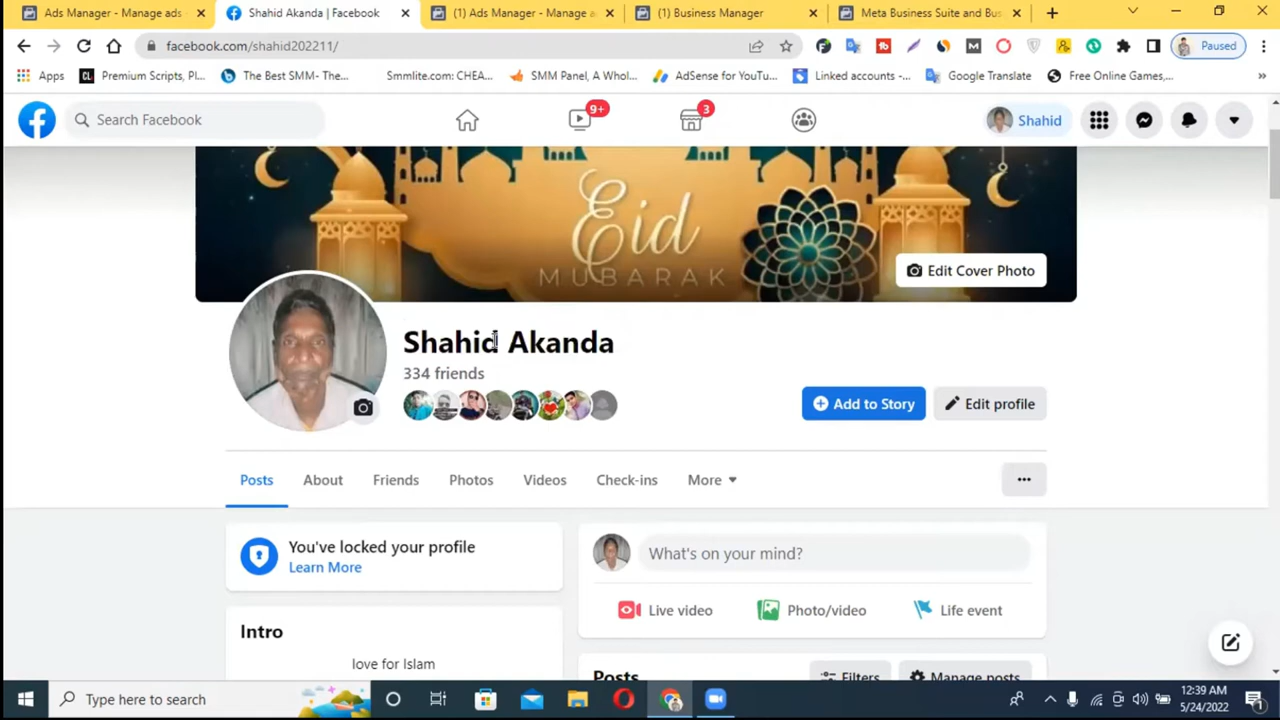 Ads Manager - Manage ads
Shahid Akanda | Facebook
(1) Ads Manager - Manage a
(1) Business Manager
Meta Business Suite and Bus
facebook.com/shahid202211/
Paused
Apps
Premium Scripts, Pl...
The Best SMM- The...
Smmlite.com: CHEA...
SMM Panel, A Whol...
AdSense for YouTu...
Linked accounts -...
Google Translate
Free Online Games,...
Search Facebook
9+
3
Shahid
Eid
MUBARAK
Edit Cover Photo
Shahid Akanda
334 friends
Add to Story
Edit profile
Posts
About
Friends
Photos
Videos
Check-ins
More
You've locked your profile
Learn More
What's on your mind?
Live video
Photo/video
Life event
Intro
love for Islam
Posts
Filters
Manage posts
Type here to search
12:39 AM
5/24/2022